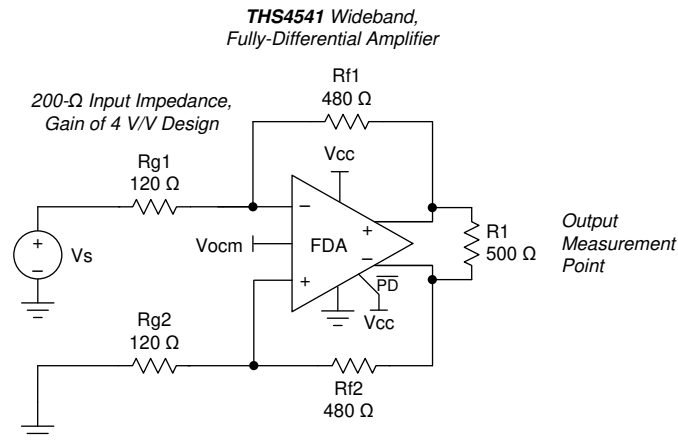 THS4541 Wideband,
Fully-Differential Amplifier
Rf1
480 Ω
200-Ω Input Impedance,
Gain of 4 V/V Design
Vcc
Rg1
120 Ω
−
+
Vocm
FDA
+
−
Vs
+
−
R1
500 Ω
Output
Measurement
Point
PD
Vcc
Rg2
120 Ω
Rf2
480 Ω